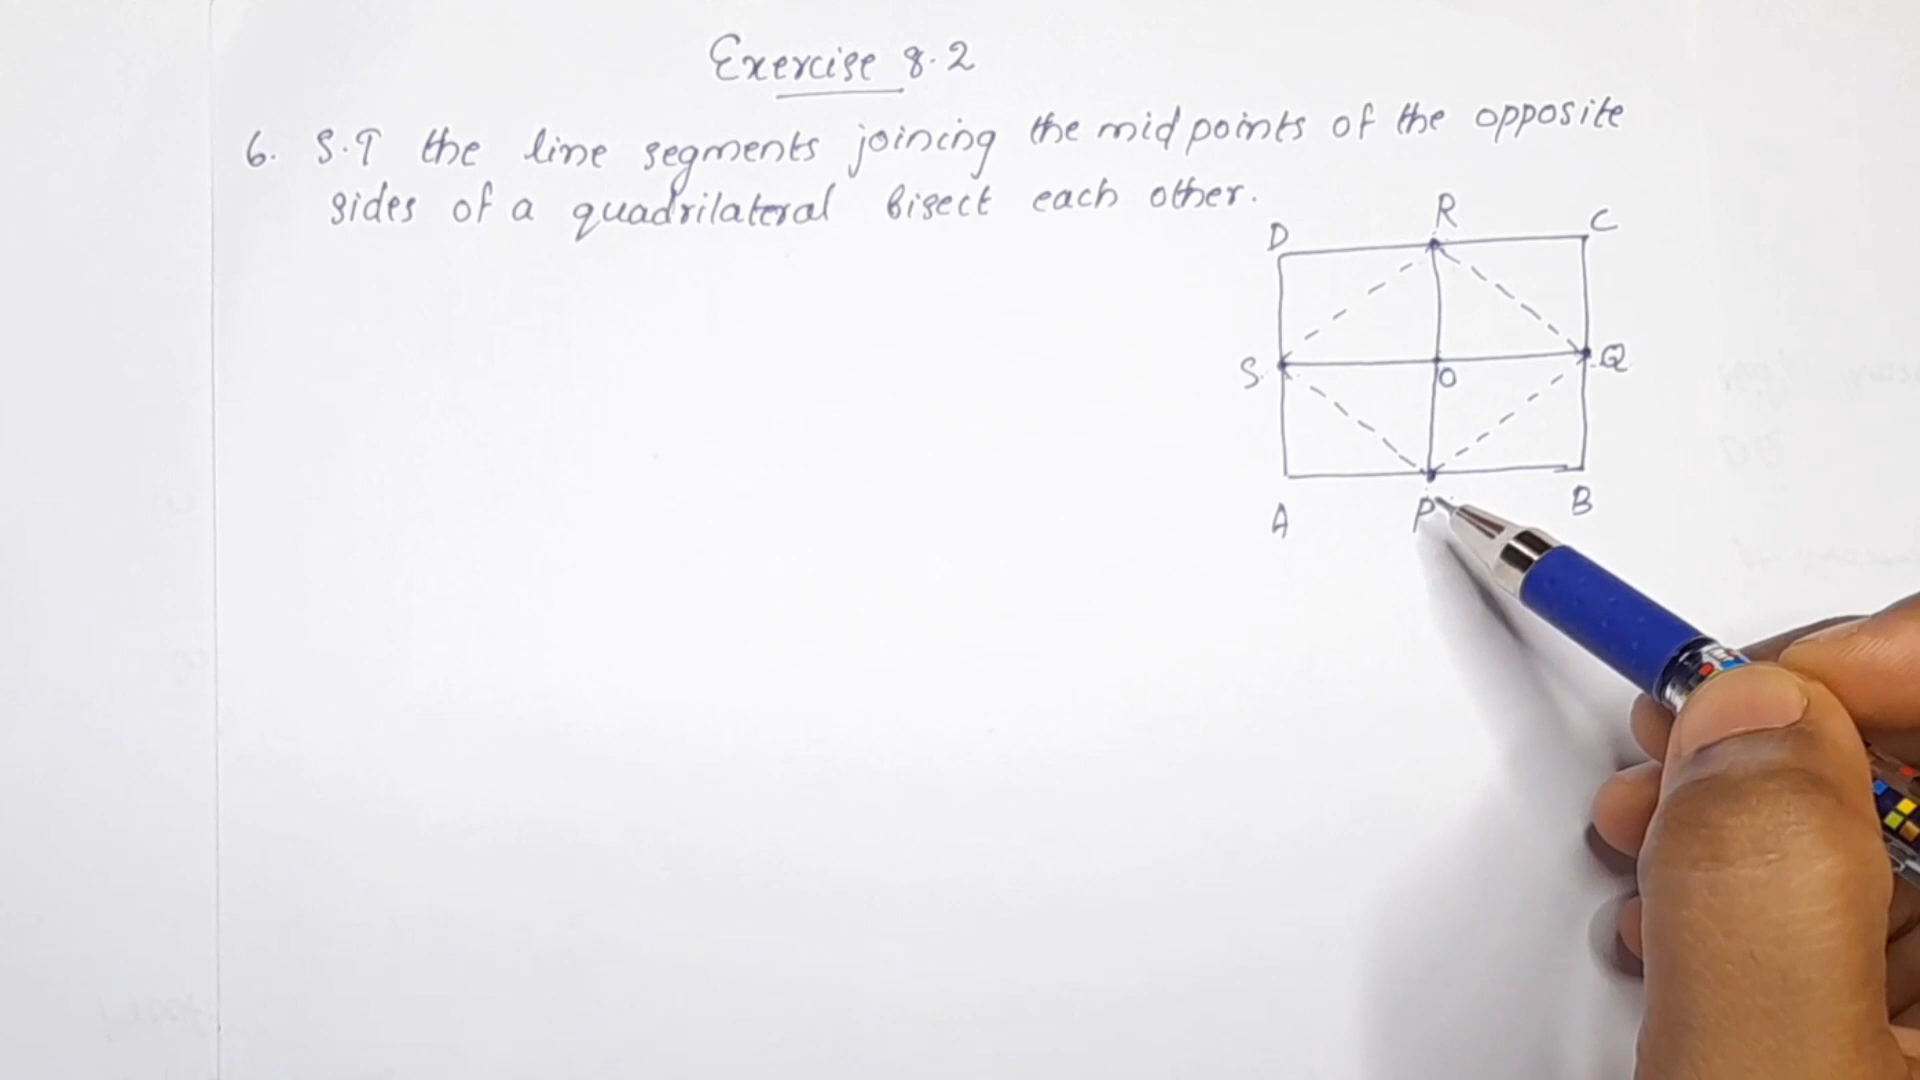 Exercise 8.2
6. S.T the line segments joining the mid points of the opposite
sides of a quadrilateral bisect each other.
D R C
S O Q
A P B